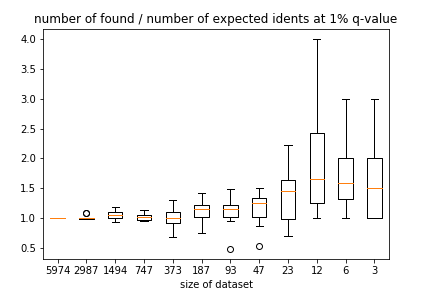 number of found / number of expected idents at 1% q-value
4.0
3.5
3.0
2.5
2.0
1.5
1.0
0.5
5974 2987 1494 747 373 187 93 47 23 12 6 3
size of dataset